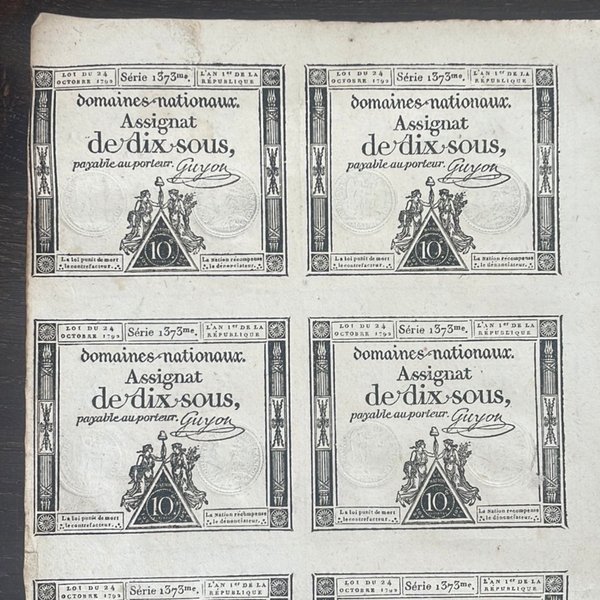 LOI DU 24 OCTOBRE 1792
Série 1373me.
L'AN 1er DE LA RÉPUBLIQUE
domaines-nationaux.
Assignat
de dix sous,
payable au porteur. Guyon
10
La loi punit de mort le contrefacteur.
La Nation récompense le dénonciateur.
LOI DU 24 OCTOBRE 1792
Série 1373me.
L'AN 1er DE LA RÉPUBLIQUE
domaines-nationaux.
Assignat
de dix sous,
payable au porteur. Guyon
10
La loi punit de mort le contrefacteur.
La Nation récompense le dénonciateur.
LOI DU 24 OCTOBRE 1792
Série 1373me.
L'AN 1er DE LA RÉPUBLIQUE
domaines-nationaux.
Assignat
de dix sous,
payable au porteur. Guyon
10
La loi punit de mort le contrefacteur.
La Nation récompense le dénonciateur.
LOI DU 24 OCTOBRE 1792
Série 1373me.
L'AN 1er DE LA RÉPUBLIQUE
domaines-nationaux.
Assignat
de dix sous,
payable au porteur. Guyon
10
La loi punit de mort le contrefacteur.
La Nation récompense le dénonciateur.
LOI DU 24 OCTOBRE 1792
Série 1373me.
L'AN 1er DE LA RÉPUBLIQUE
LOI DU 24 OCTOBRE 1792
Série 1373me.
L'AN 1er DE LA RÉPUBLIQUE